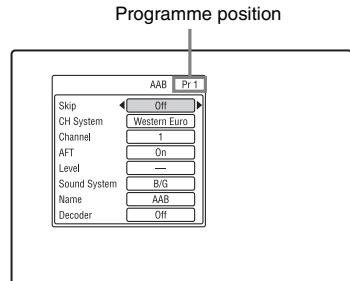 Programme position
AAB Pr 1
Skip Off
CH System Western Euro
Channel 1
AFT On
Level —
Sound System B/G
Name AAB
Decoder Off